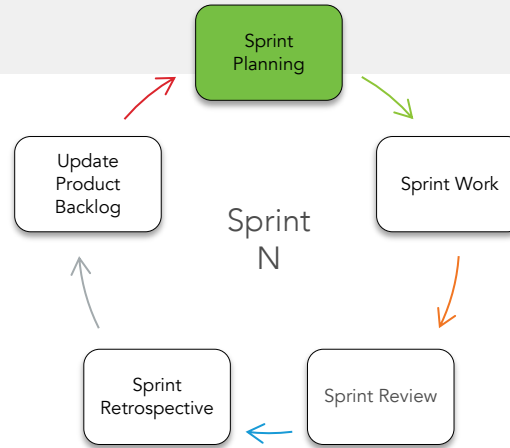 Sprint
Planning
Update
Product
Backlog
Sprint Work
Sprint
N
Sprint
Retrospective
Sprint Review